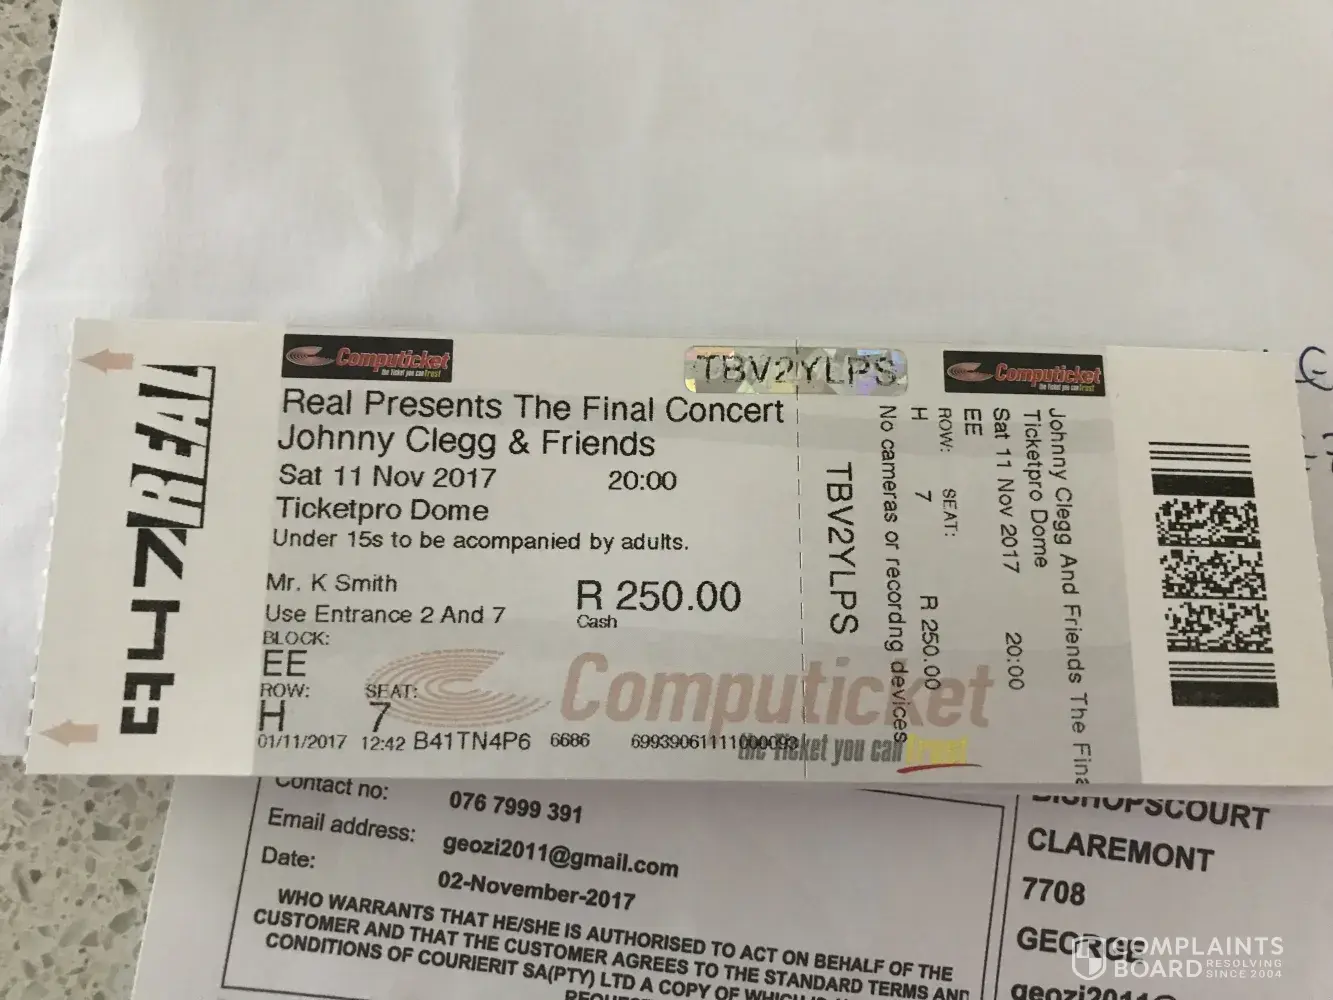 947 REAL
Computicket
the ticket you can trust
TBV2YLPS
Real Presents The Final Concert
Johnny Clegg & Friends
Sat 11 Nov 2017 20:00
Ticketpro Dome
Under 15s to be acompanied by adults.
Mr. K Smith
R 250.00
Use Entrance 2 And 7
Cash
BLOCK:
EE
ROW: SEAT:
H 7
01/11/2017 12:42 B41TN4P6 6686 69939061111000093
Computicket
the ticket you can trust
TBV2YLPS
No cameras or recordng devices
H 7 R 250.00
ROW: SEAT:
EE
Sat 11 Nov 2017 20:00
Ticketpro Dome
Johnny Clegg And Friends The Fina
Computicket
the ticket you can trust
Contact no: 076 7999 391
Email address: geozi2011@gmail.com
Date: 02-November-2017
WHO WARRANTS THAT HE/SHE IS AUTHORISED TO ACT ON BEHALF OF THE
CUSTOMER AND THAT THE CUSTOMER AGREES TO THE STANDARD TERMS AND
CONDITIONS OF COURIERIT SA(PTY) LTD A COPY OF WHICH IS
BISHOPSCOURT
CLAREMONT
7708
GEORGE
geozi2011@
COMPLAINTS
BOARD RESOLVING
SINCE 2004